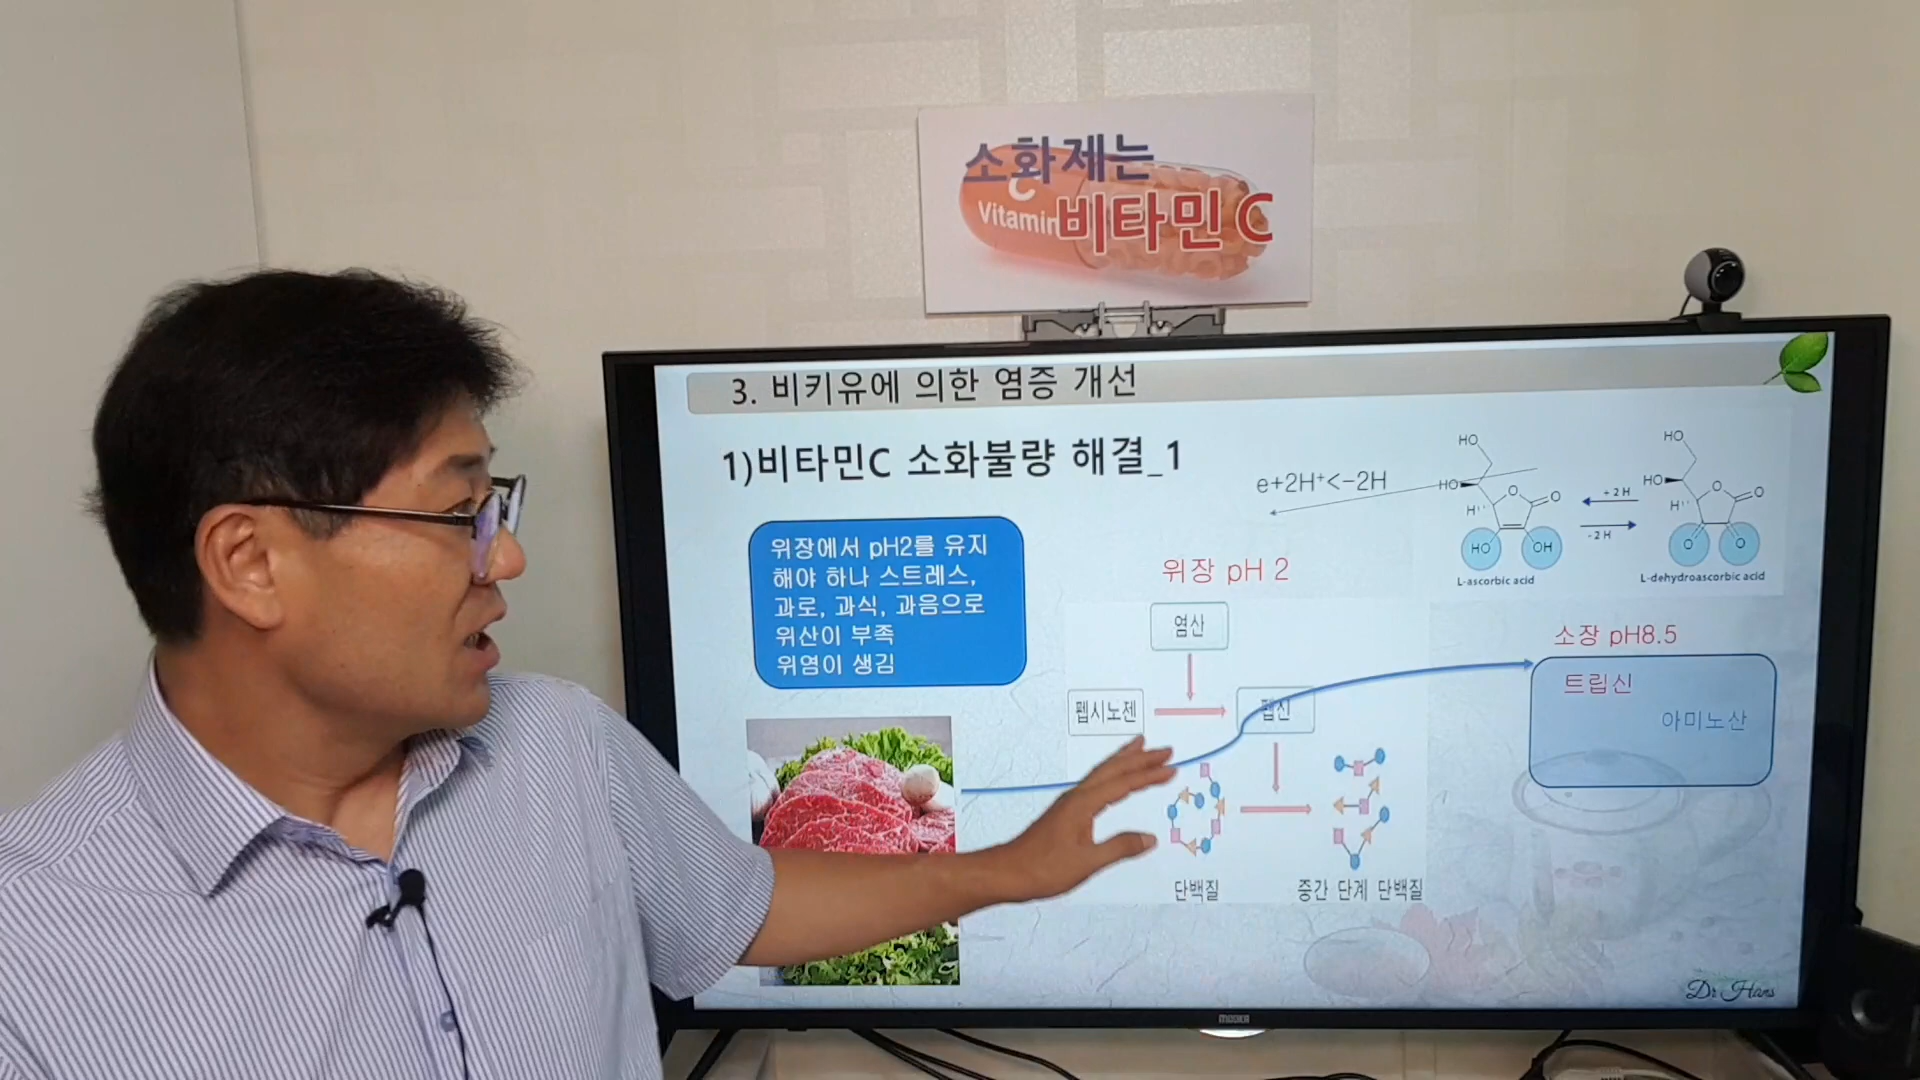 소화제는
C
Vitamin
비타민 C
3. 비키유에 의한 염증 개선
1)비타민C 소화불량 해결_1
e+2H⁺<-2H
HO
HO
H
O
O
HO
OH
L-ascorbic acid
+ 2 H
- 2 H
HO
HO
H
O
O
O
O
L-dehydroascorbic acid
위장에서 pH2를 유지
해야 하나 스트레스,
과로, 과식, 과음으로
위산이 부족
위염이 생김
위장 pH 2
염산
펩시노젠
펩신
단백질
중간 단계 단백질
소장 pH8.5
트립신
아미노산
Dr Hans